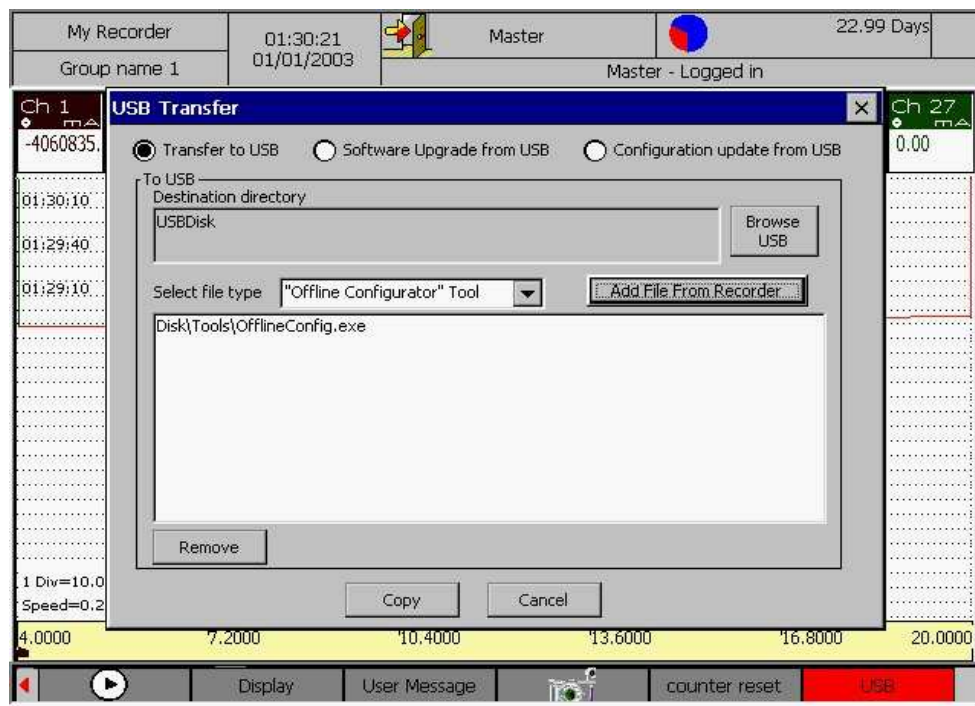 My Recorder
01:30:21
01/01/2003
Master
22.99 Days
Group name 1
Master - Logged in
Ch 1
mA
-4060835.
USB Transfer
Ch 27
mA
0.00
Transfer to USB
Software Upgrade from USB
Configuration update from USB
To USB
Destination directory
USBDisk
Browse
USB
01:30:10
01:29:40
01:29:10
Select file type
"Offline Configurator" Tool
Add File From Recorder
Disk\Tools\OfflineConfig.exe
Remove
1 Div=10.0
Speed=0.2
Copy
Cancel
4.0000 7.2000 10.4000 13.6000 16.8000 20.0000
Display
User Message
counter reset
USB